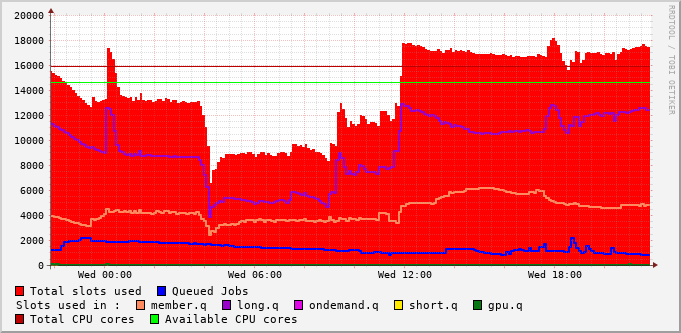 20000
18000
16000
14000
12000
10000
8000
6000
4000
2000
0
Wed 00:00 Wed 06:00 Wed 12:00 Wed 18:00
RRDTOOL / TOBI OETIKER
Total slots used Queued Jobs
Slots used in : member.q long.q ondemand.q short.q gpu.q
Total CPU cores Available CPU cores